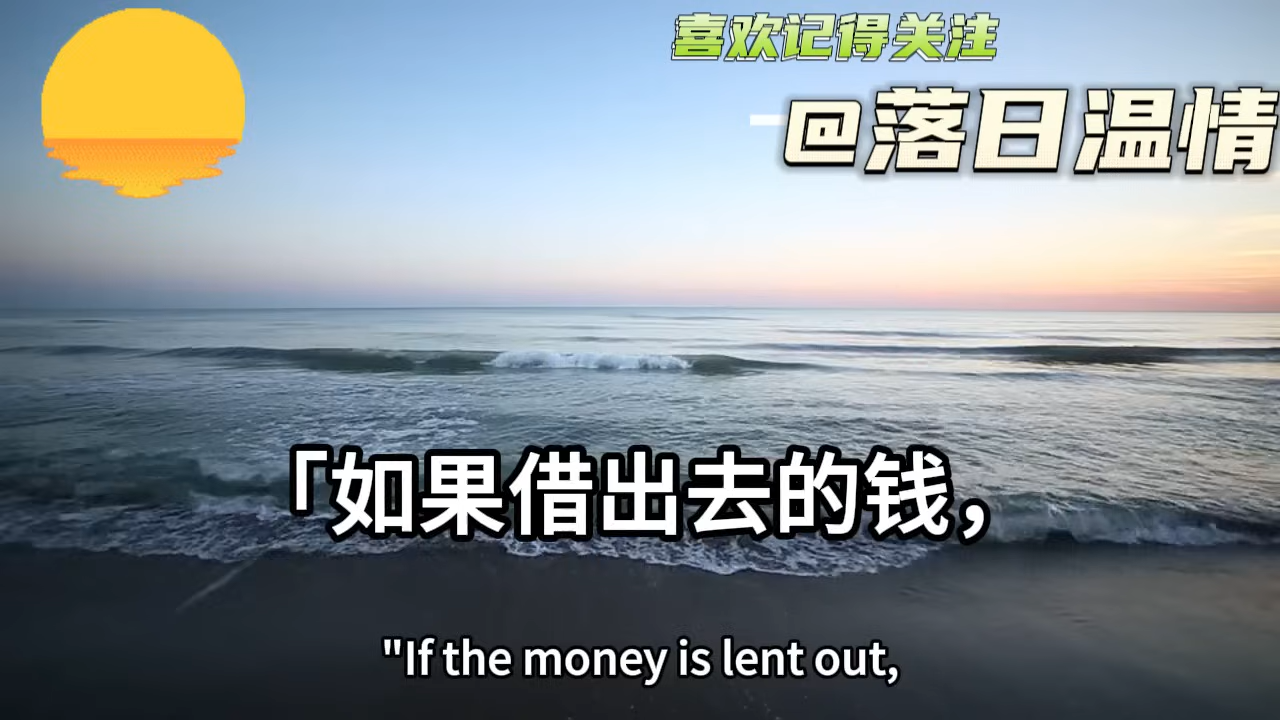 喜欢记得关注
@落日温情
「如果借出去的钱，
"If the money is lent out,